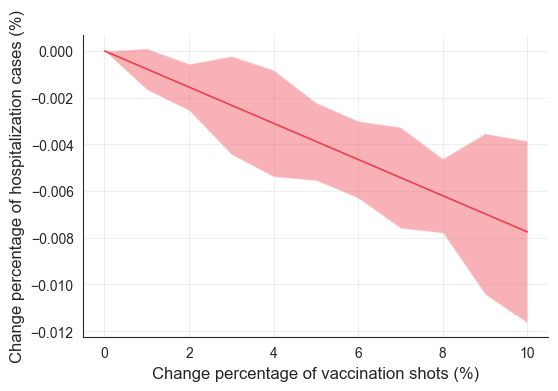 Change percentage of hospitalization cases (%)
0.000
−0.002
−0.004
−0.006
−0.008
−0.010
−0.012
0 2 4 6 8 10
Change percentage of vaccination shots (%)